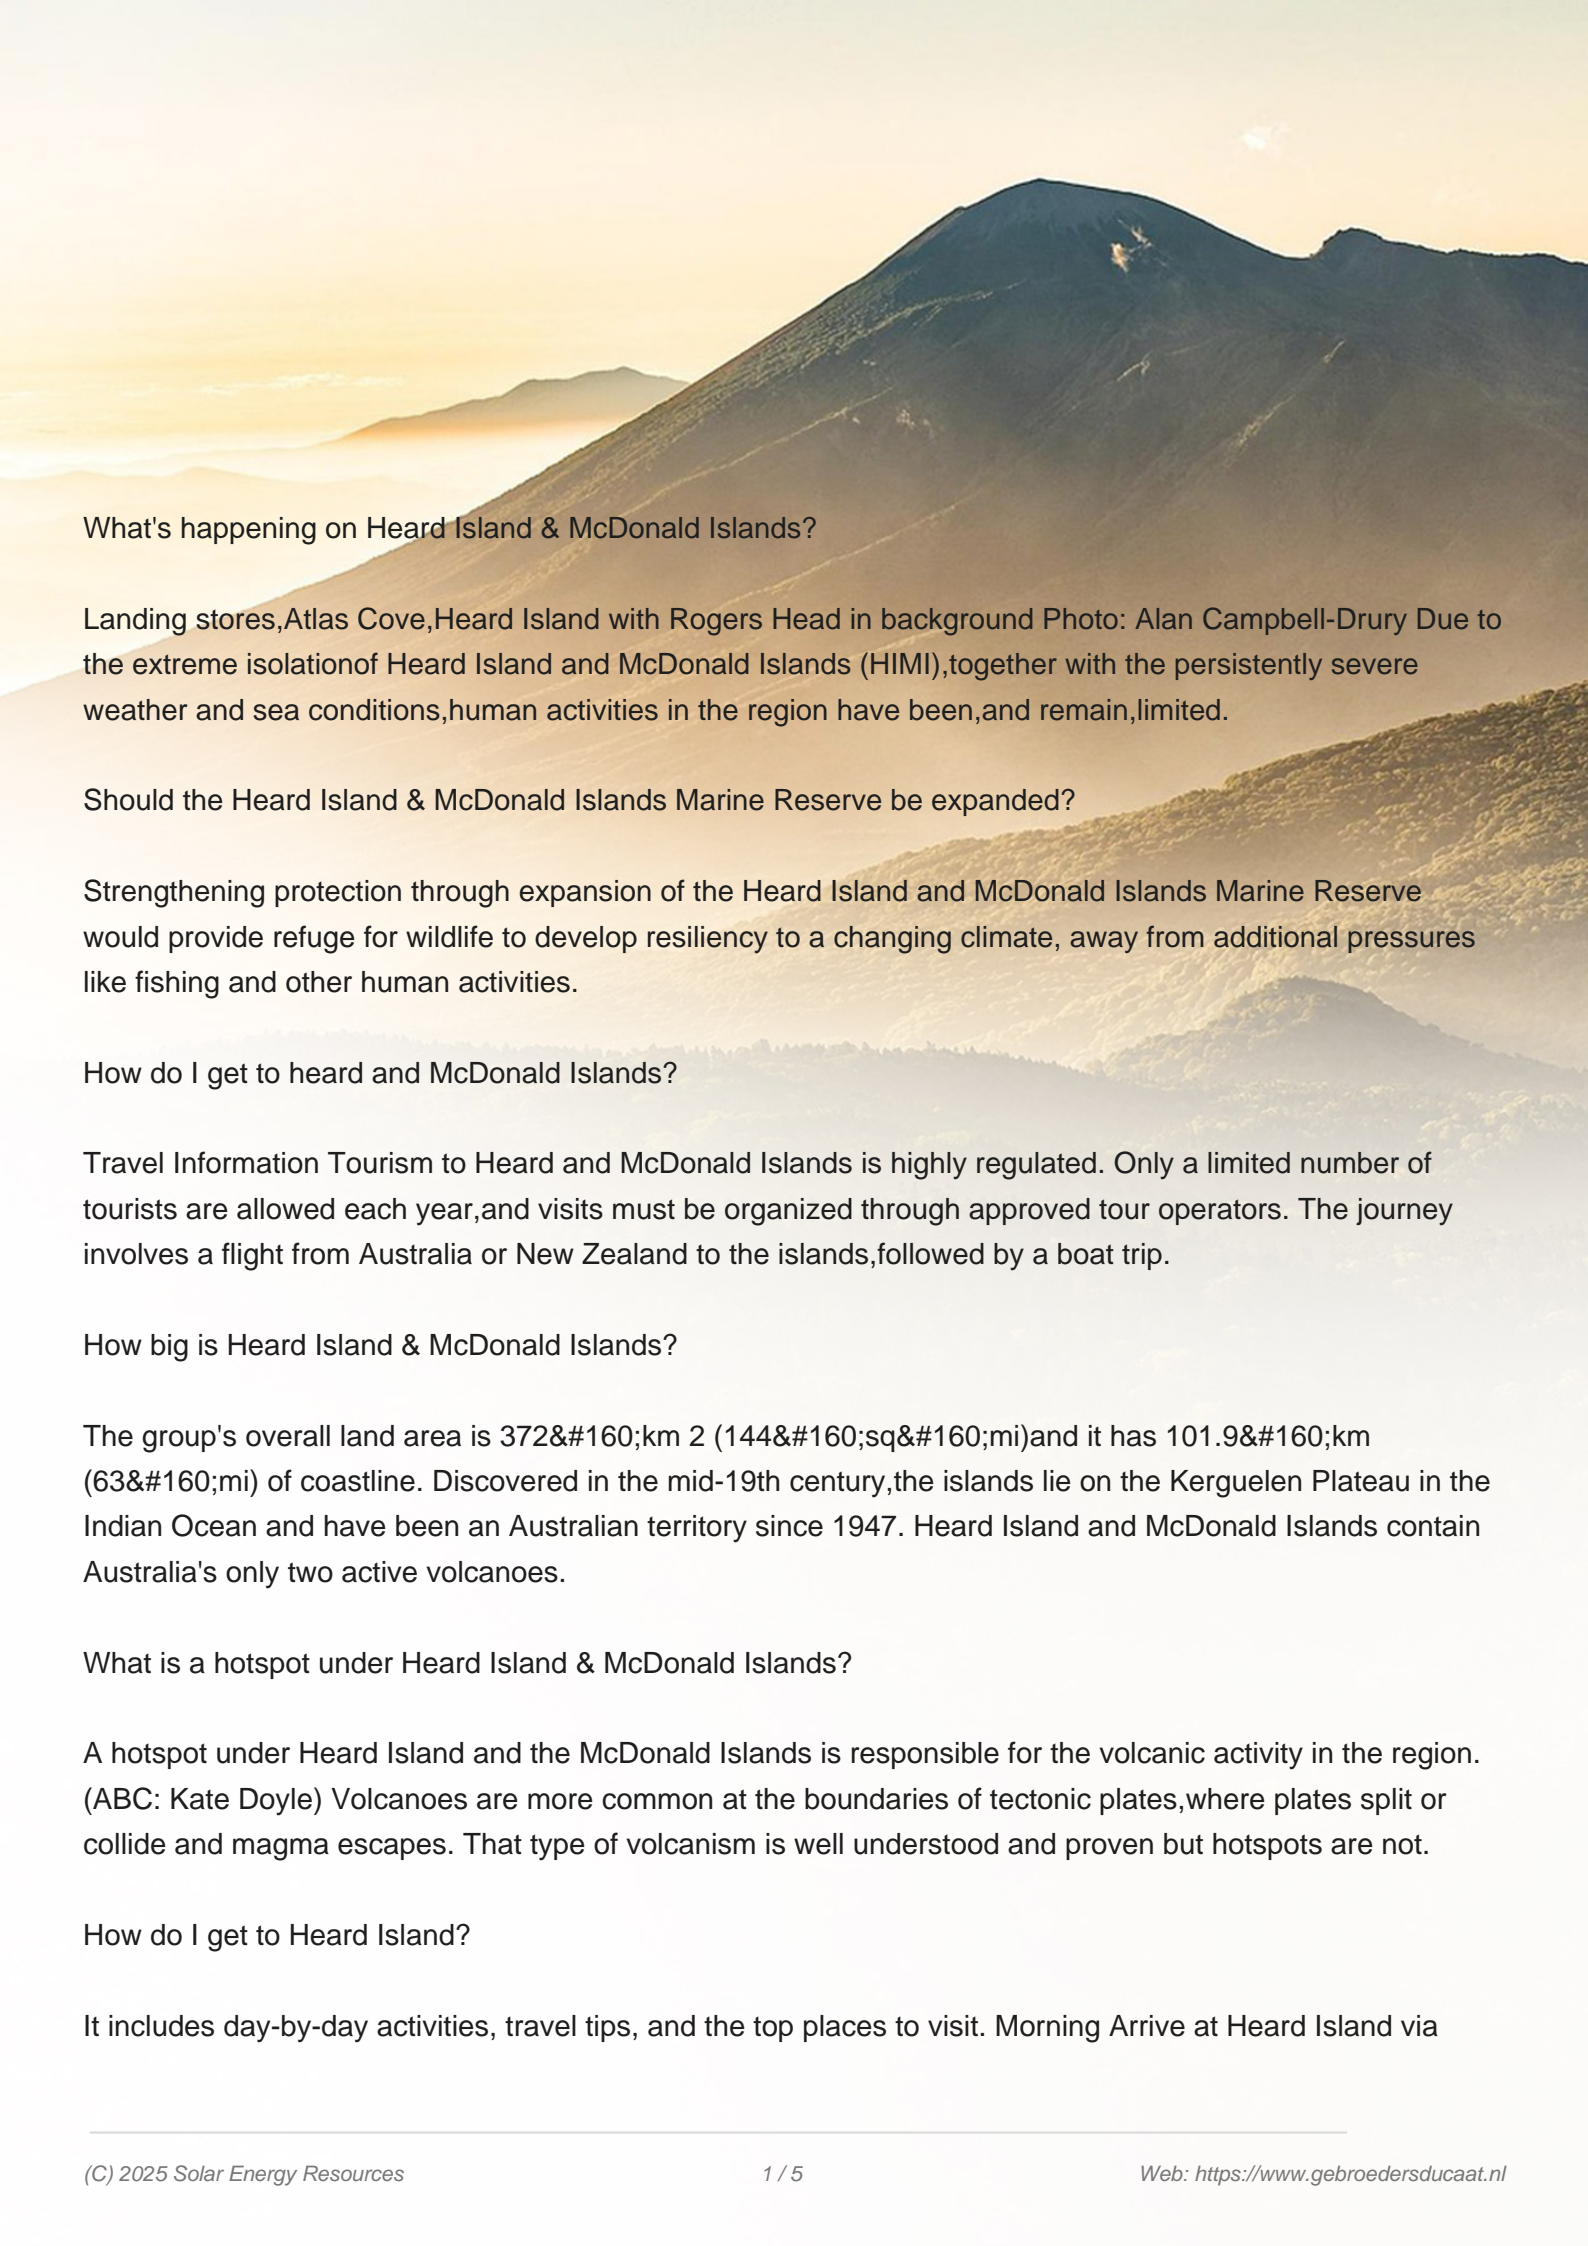 What's happening on Heard Island & McDonald Islands?
Landing stores,Atlas Cove,Heard Island with Rogers Head in background Photo: Alan Campbell-Drury Due to
the extreme isolationof Heard Island and McDonald Islands (HIMI),together with the persistently severe
weather and sea conditions,human activities in the region have been,and remain,limited.
Should the Heard Island & McDonald Islands Marine Reserve be expanded?
Strengthening protection through expansion of the Heard Island and McDonald Islands Marine Reserve
would provide refuge for wildlife to develop resiliency to a changing climate, away from additional pressures
like fishing and other human activities.
How do I get to heard and McDonald Islands?
Travel Information Tourism to Heard and McDonald Islands is highly regulated. Only a limited number of
tourists are allowed each year,and visits must be organized through approved tour operators. The journey
involves a flight from Australia or New Zealand to the islands,followed by a boat trip.
How big is Heard Island & McDonald Islands?
The group's overall land area is 372&#160;km 2 (144&#160;sq&#160;mi)and it has 101.9&#160;km
(63&#160;mi) of coastline. Discovered in the mid-19th century,the islands lie on the Kerguelen Plateau in the
Indian Ocean and have been an Australian territory since 1947. Heard Island and McDonald Islands contain
Australia's only two active volcanoes.
What is a hotspot under Heard Island & McDonald Islands?
A hotspot under Heard Island and the McDonald Islands is responsible for the volcanic activity in the region.
(ABC: Kate Doyle) Volcanoes are more common at the boundaries of tectonic plates,where plates split or
collide and magma escapes. That type of volcanism is well understood and proven but hotspots are not.
How do I get to Heard Island?
It includes day-by-day activities, travel tips, and the top places to visit. Morning Arrive at Heard Island via
(C) 2025 Solar Energy Resources
1 / 5
Web: https://www.gebroedersducaat.nl